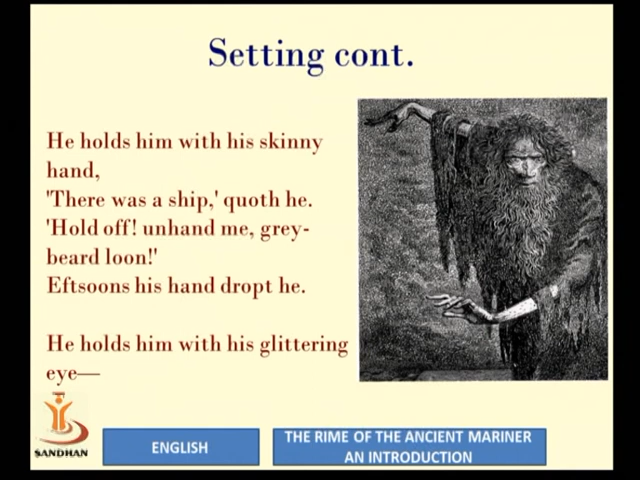 Setting cont.
He holds him with his skinny
hand,
'There was a ship,' quoth he.
'Hold off! unhand me, grey-
beard loon!'
Eftsoons his hand dropt he.
He holds him with his glittering
eye—
SANDHAN
ENGLISH
THE RIME OF THE ANCIENT MARINER
AN INTRODUCTION